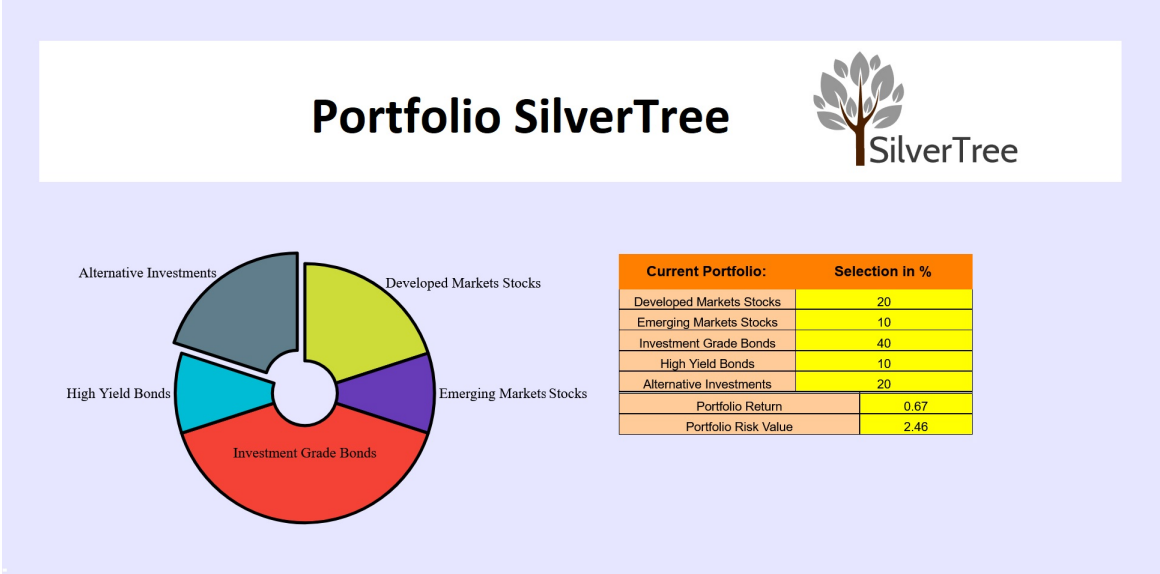 Portfolio SilverTree
SilverTree
Alternative Investments
Developed Markets Stocks
High Yield Bonds
Emerging Markets Stocks
Investment Grade Bonds
Current Portfolio: Selection in %
Developed Markets Stocks 20
Emerging Markets Stocks 10
Investment Grade Bonds 40
High Yield Bonds 10
Alternative Investments 20
Portfolio Return 0.67
Portfolio Risk Value 2.46